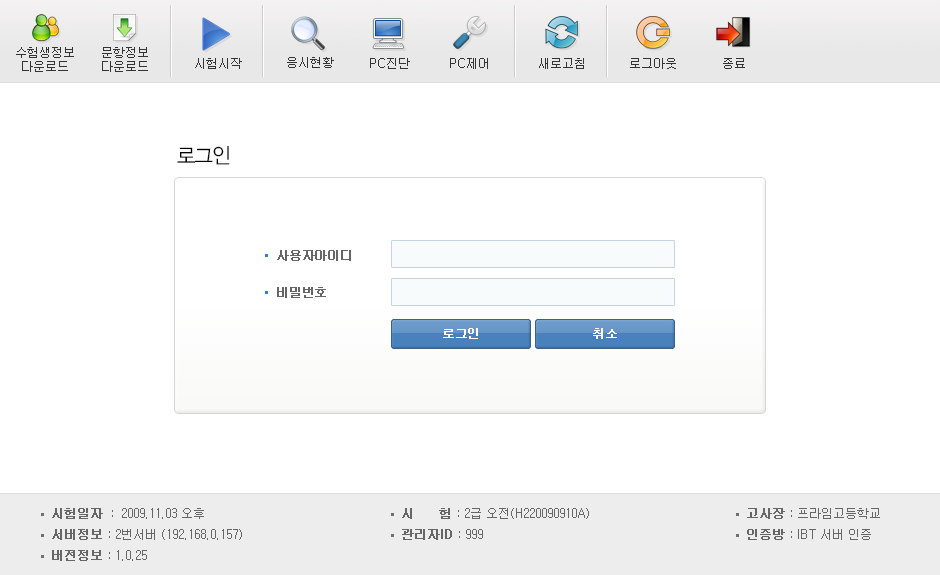 수험생정보 다운로드
문항정보 다운로드
시험시작
응시현황
PC진단
PC제어
새로고침
로그아웃
종료
로그인
• 사용자아이디
• 비밀번호
로그인
취소
• 시험일자 : 2009.11.03 오후
• 시 험 : 2급 오전(H220090910A)
• 고사장 : 프라임고등학교
• 서버정보 : 2번서버 (192.168.0.157)
• 관리자ID : 999
• 인증방 : IBT 서버 인증
• 버젼정보 : 1.0.25